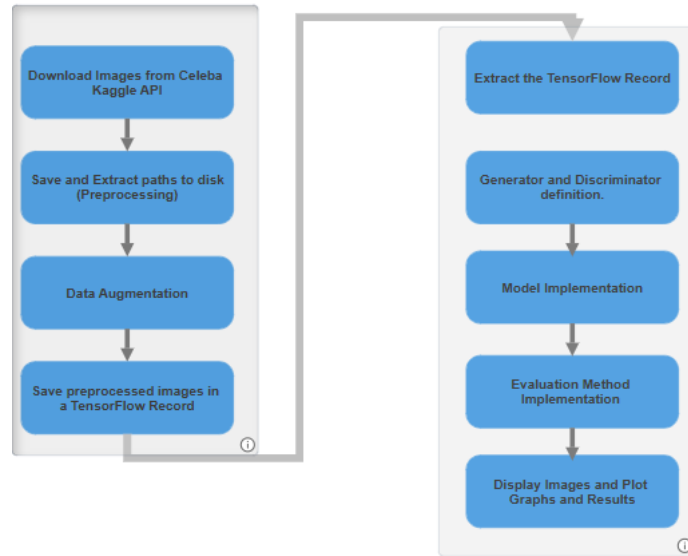 Download Images from Celeba
Kaggle API
Save and Extract paths to disk
(Preprocessing)
Data Augmentation
Save preprocessed images in
a TensorFlow Record
Extract the TensorFlow Record
Generator and Discriminator
definition.
Model Implementation
Evaluation Method
Implementation
Display Images and Plot
Graphs and Results